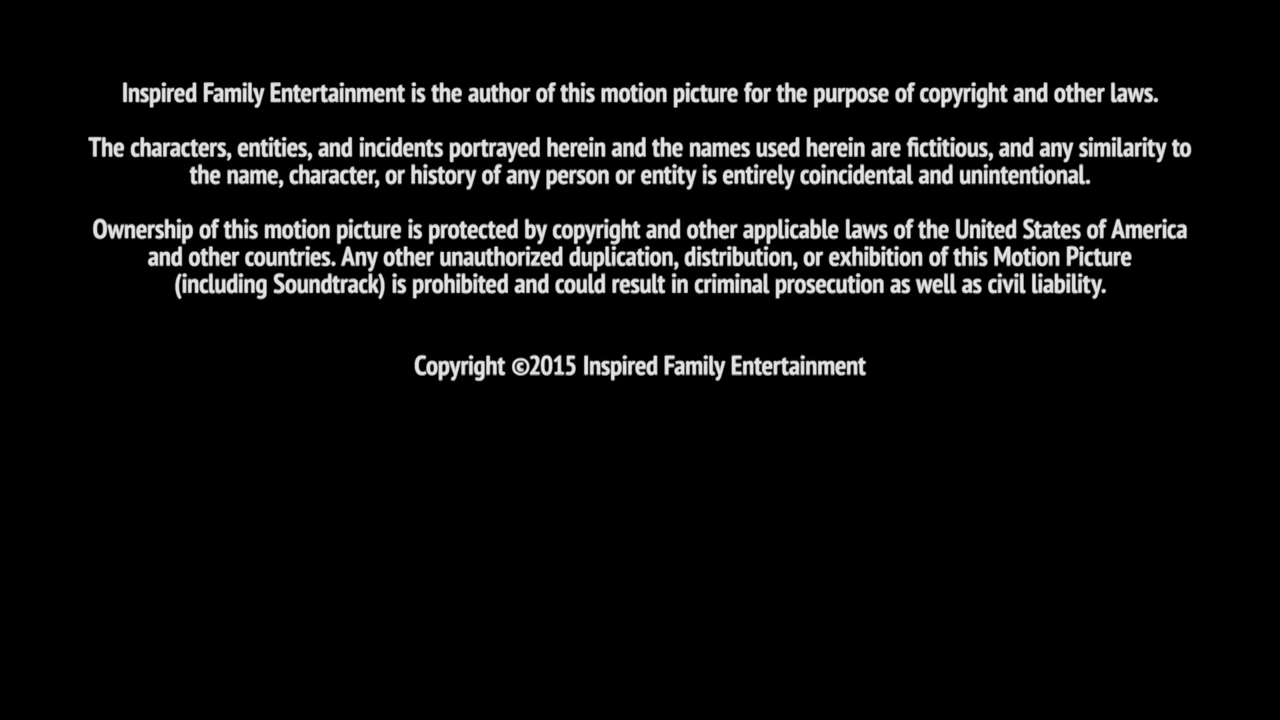 Inspired Family Entertainment is the author of this motion picture for the purpose of copyright and other laws.
The characters, entities, and incidents portrayed herein and the names used herein are fictitious, and any similarity to
the name, character, or history of any person or entity is entirely coincidental and unintentional.
Ownership of this motion picture is protected by copyright and other applicable laws of the United States of America
and other countries. Any other unauthorized duplication, distribution, or exhibition of this Motion Picture
(including Soundtrack) is prohibited and could result in criminal prosecution as well as civil liability.
Copyright ©2015 Inspired Family Entertainment